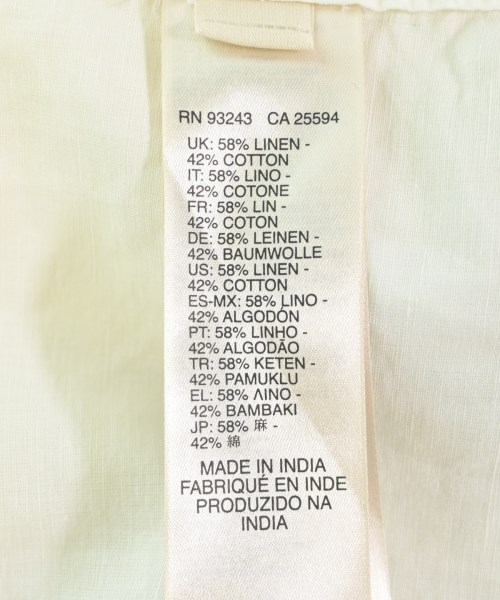 RN 93243 CA 25594
UK: 58% LINEN -
42% COTTON
IT: 58% LINO -
42% COTONE
FR: 58% LIN -
42% COTON
DE: 58% LEINEN -
42% BAUMWOLLE
US: 58% LINEN -
42% COTTON
ES-MX: 58% LINO -
42% ALGODÓN
PT: 58% LINHO -
42% ALGODÃO
TR: 58% KETEN -
42% PAMUKLU
EL: 58% ΛΙΝΟ -
42% ΒΑΜΒΑΚΙ
JP: 58% 麻 -
42% 綿
MADE IN INDIA
FABRIQUÉ EN INDE
PRODUZIDO NA
INDIA